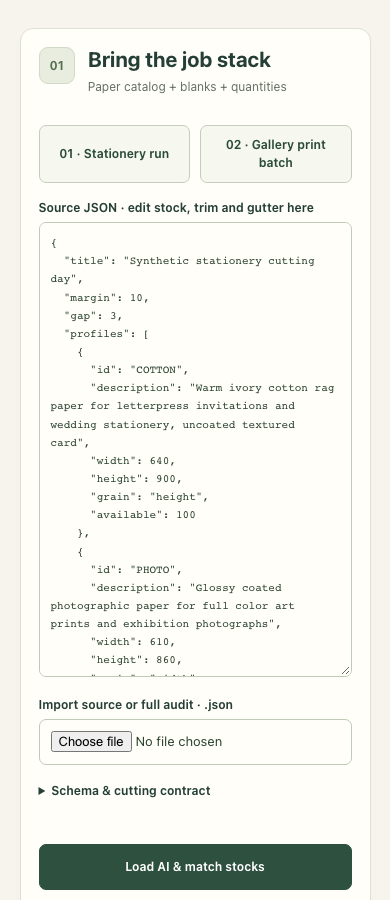 01
Bring the job stack
Paper catalog + blanks + quantities
01 · Stationery run
02 · Gallery print
batch
Source JSON · edit stock, trim and gutter here
{
"title": "Synthetic stationery cutting
day",
"margin": 10,
"gap": 3,
"profiles": [
{
"id": "COTTON",
"description": "Warm ivory cotton rag
paper for letterpress invitations and
wedding stationery, uncoated textured
card",
"width": 640,
"height": 900,
"grain": "height",
"available": 100
},
{
"id": "PHOTO",
"description": "Glossy coated
photographic paper for full color art
prints and exhibition photographs",
"width": 610,
"height": 860,
Import source or full audit · .json
Choose file No file chosen
▶ Schema & cutting contract
Load AI & match stocks